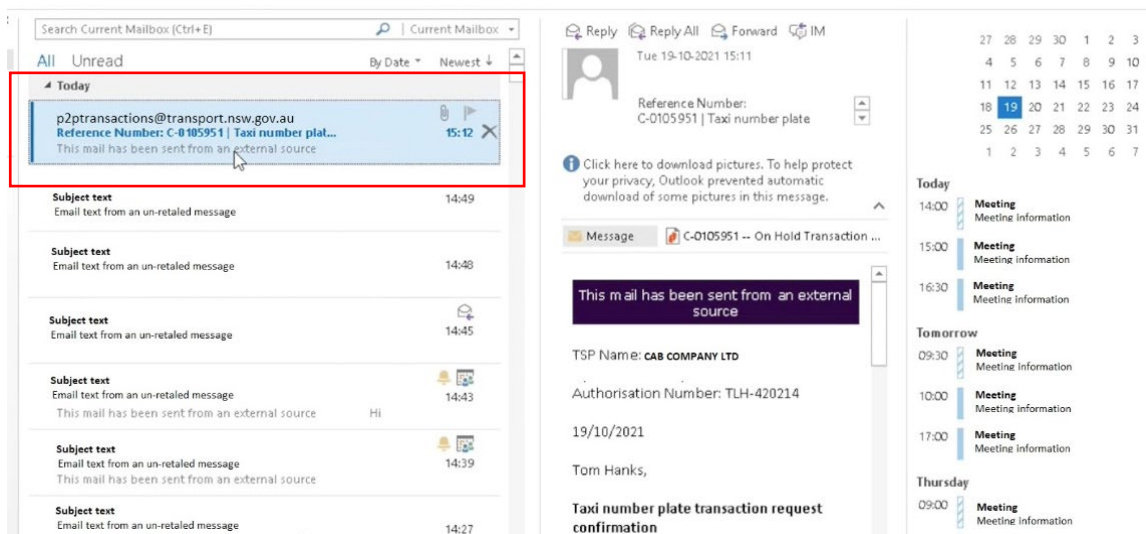 Search Current Mailbox (Ctrl+E)
Current Mailbox
All Unread
By Date Newest ↓
Today
p2ptransactions@transport.nsw.gov.au
Reference Number: C-0105951 | Taxi number plat...
15:12
This mail has been sent from an external source
Subject text
14:49
Email text from an un-retaled message
Subject text
Email text from an un-retaled message
14:48
Subject text
Email text from an un-retaled message
14:45
Subject text
Email text from an un-retaled message
14:43
This mail has been sent from an external source Hi
Subject text
Email text from an un-retaled message
14:39
This mail has been sent from an external source
Subject text
Email text from an un-retaled message
14:27
Reply Reply All Forward IM
Tue 19-10-2021 15:11
Reference Number:
C-0105951 | Taxi number plate
Click here to download pictures. To help protect
your privacy, Outlook prevented automatic
download of some pictures in this message.
Message C-0105951 -- On Hold Transaction ...
This mail has been sent from an external
source
TSP Name: CAB COMPANY LTD
Authorisation Number: TLH-420214
19/10/2021
Tom Hanks,
Taxi number plate transaction request
confirmation
27 28 29 30 1 2 3
4 5 6 7 8 9 10
11 12 13 14 15 16 17
18 19 20 21 22 23 24
25 26 27 28 29 30 31
1 2 3 4 5 6 7
Today
14:00 Meeting
Meeting information
15:00 Meeting
Meeting information
16:30 Meeting
Meeting information
Tomorrow
09:30 Meeting
Meeting information
10:00 Meeting
Meeting information
17:00 Meeting
Meeting information
Thursday
09:00 Meeting
Meeting information